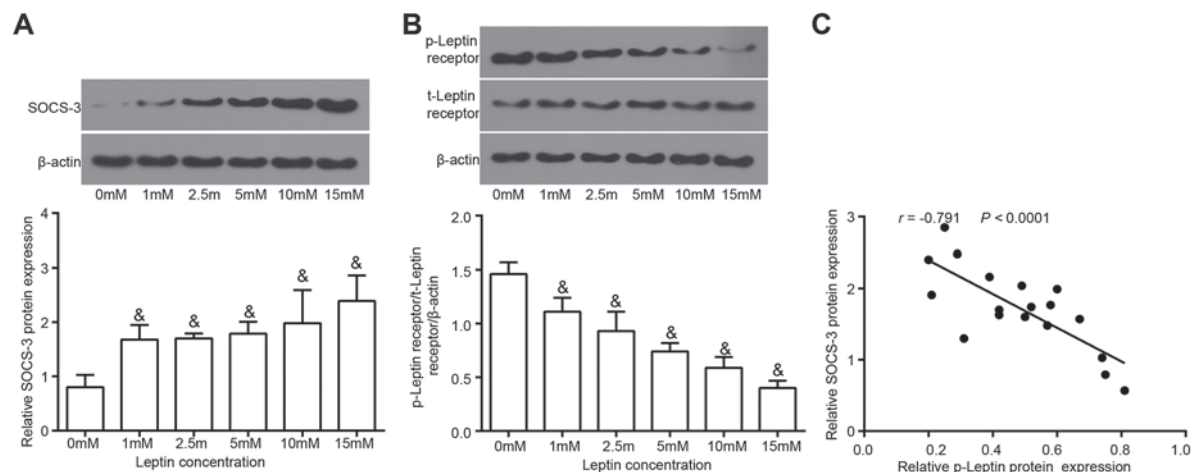 A
SOCS-3
β-actin
0mM 1mM 2.5m 5mM 10mM 15mM
Relative SOCS-3 protein expression
4
3
2
1
0
& & & & &
0mM 1mM 2.5m 5mM 10mM 15mM
Leptin concentration
B
p-Leptin
receptor
t-Leptin
receptor
β-actin
0mM 1mM 2.5m 5mM 10mM 15mM
p-Leptin receptor/t-Leptin
receptor/β-actin
2.0
1.5
1.0
0.5
0.0
& & & & &
0mM 1mM 2.5m 5mM 10mM 15mM
Leptin concentration
C
r = -0.791 P < 0.0001
Relative SOCS-3 protein expression
3
2
1
0
0.0 0.2 0.4 0.6 0.8 1.0
Relative p-Leptin protein expression